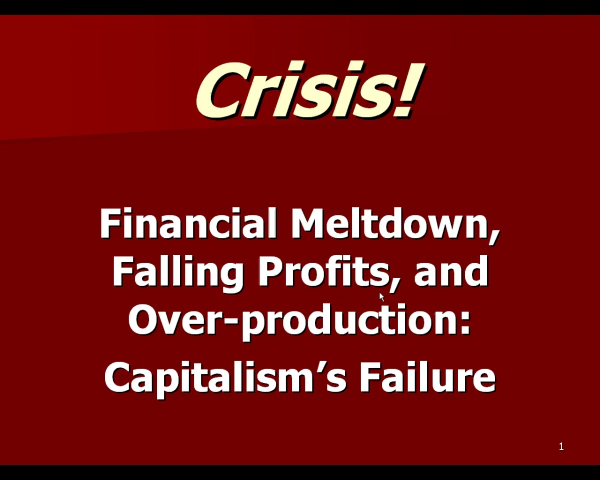 Crisis!
Financial Meltdown,
Falling Profits, and
Over-production:
Capitalism’s Failure
1